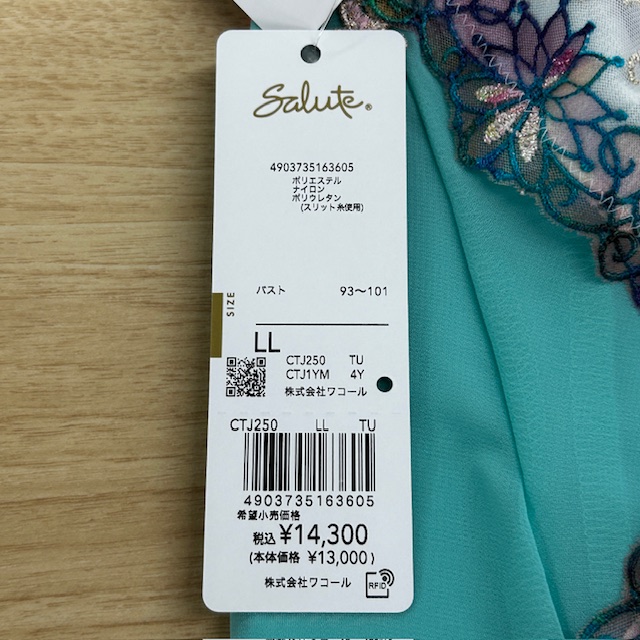 Salute®
4903735163605
ポリエステル
ナイロン
ポリウレタン
(スリット糸使用)
バスト 93～101
SIZE
LL
CTJ250 TU
CTJ1YM 4Y
株式会社ワコール
CTJ250 LL TU
4903735163605
希望小売価格
税込 ¥14,300
(本体価格 ¥13,000)
株式会社ワコール
RFID